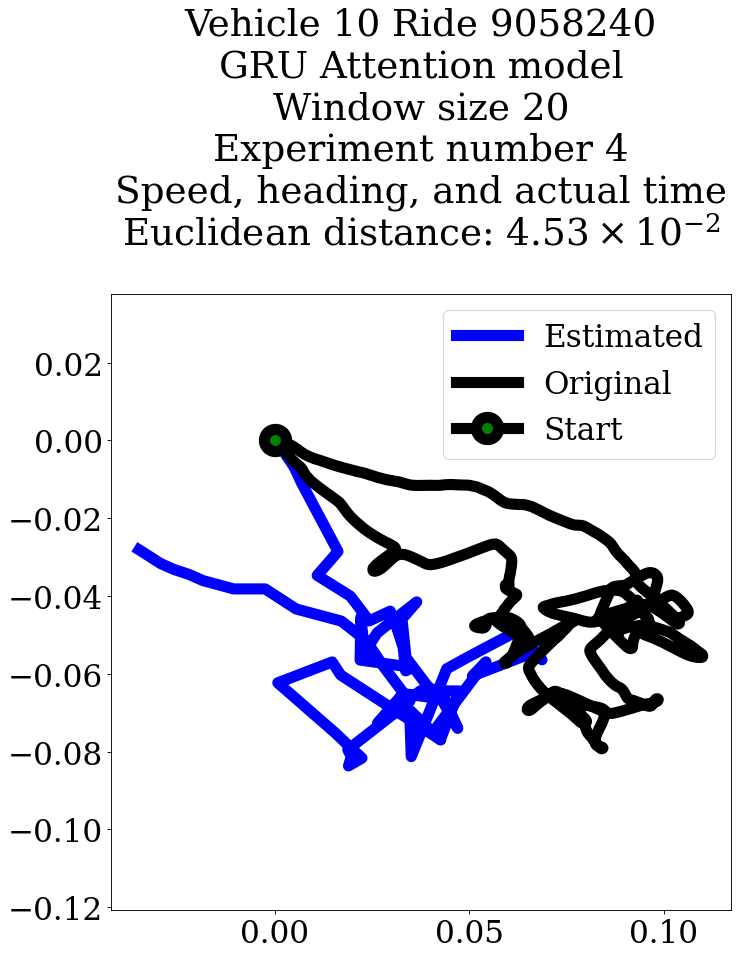 Vehicle 10 Ride 9058240
GRU Attention model
Window size 20
Experiment number 4
Speed, heading, and actual time
Euclidean distance: 4.53 × 10⁻²
Estimated
Original
Start
0.02
0.00
−0.02
−0.04
−0.06
−0.08
−0.10
−0.12
0.00 0.05 0.10